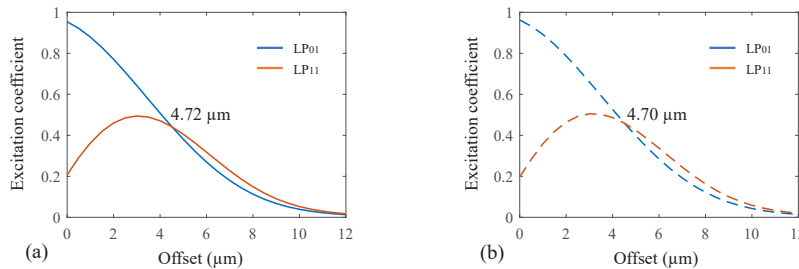 1
0.8
0.6
0.4
0.2
0
Excitation coefficient
LP01
LP11
4.72 µm
0 2 4 6 8 10 12
Offset (µm)
(a)
1
0.8
0.6
0.4
0.2
0
Excitation coefficient
LP01
LP11
4.70 µm
0 2 4 6 8 10 12
Offset (µm)
(b)